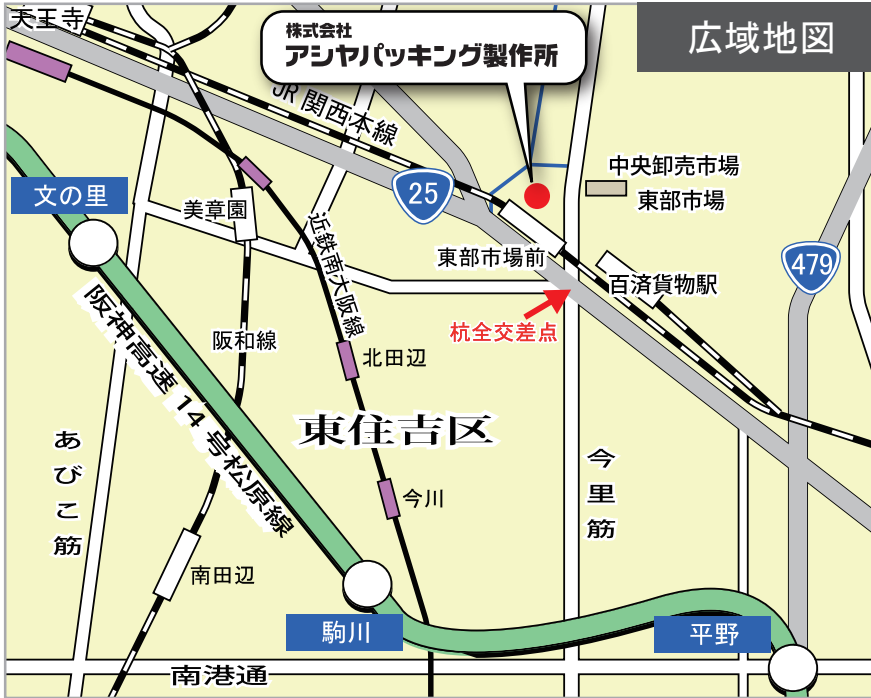 天王寺
株式会社
アシヤパッキング製作所
広域地図
JR 関西本線
中央卸売市場
東部市場
文の里
25
美章園
近鉄南大阪線
東部市場前
百済貨物駅
479
阪神高速 14 号松原線
阪和線
杭全交差点
北田辺
東住吉区
あびこ筋
今里筋
今川
南田辺
駒川
平野
南港通